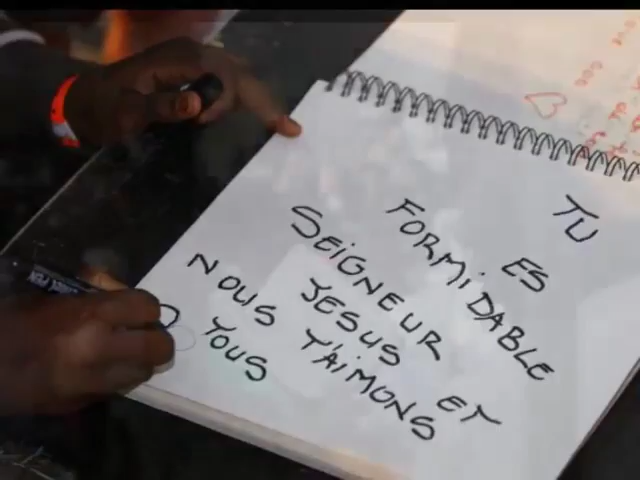 TU ES
FORMiDABLE
SEiGNEUR
JESUS ET
NOUS T'AiMONS
TOUS